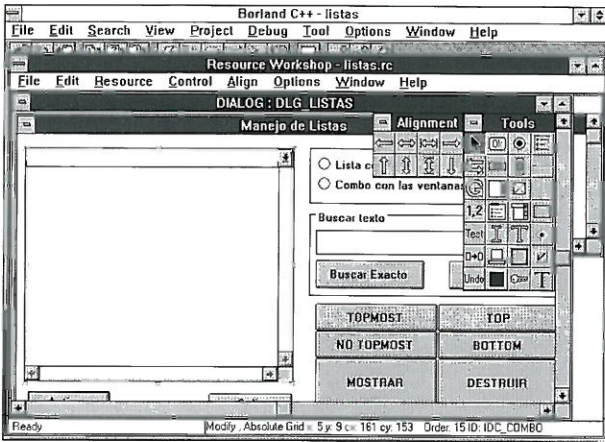 Borland C++ - listas
File Edit Search View Project Debug Tool Options Window Help
Resource Workshop - listas.rc
File Edit Resource Control Align Options Window Help
DIALOG : DLG_LISTAS
Manejo de Listas
Alignment
Tools
Lista
Combo con las ventanas
Buscar texto
Buscar Exacto
1,2
Text
Undo
TOPMOST TOP
NO TOPMOST BOTTOM
MOSTRAR DESTRUIR
Ready
Modify , Absolute Grid x: 5 y: 9 cx: 161 cy: 153 Order: 15 ID: IDC_COMBO